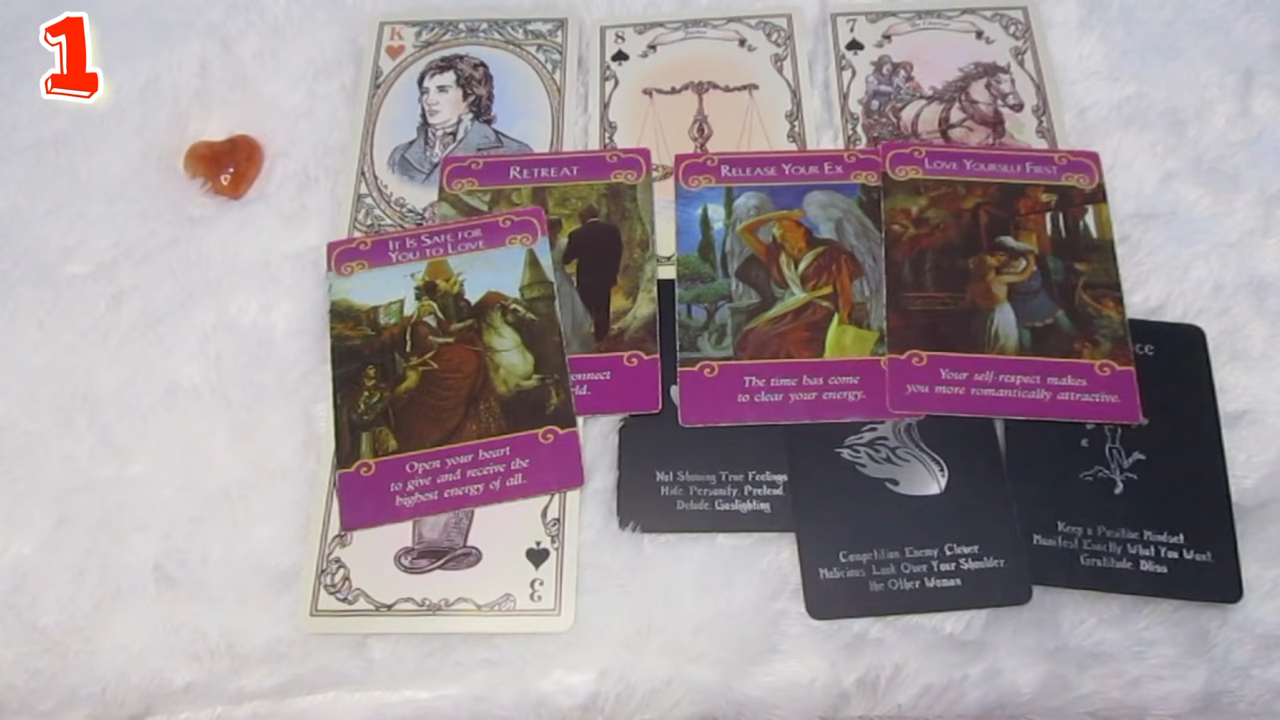 1
K
8
Justice
7
RETREAT
RELEASE YOUR EX
LOVE YOURSELF FIRST
IT IS SAFE FOR
YOU TO LOVE
The time has come
to clear your energy.
Your self-respect makes
you more romantically attractive.
Open your heart
to give and receive the
highest energy of all.
Not Showing True Feelings
Hide Personify, Pretend,
Delude, Gaslighting
Competition, Enemy, Clever,
Malicious, Look Over Your Shoulder,
the Other Woman
Keep a Positive Mindset
Manifest Exactly What You Want,
Gratitude, Bliss
3